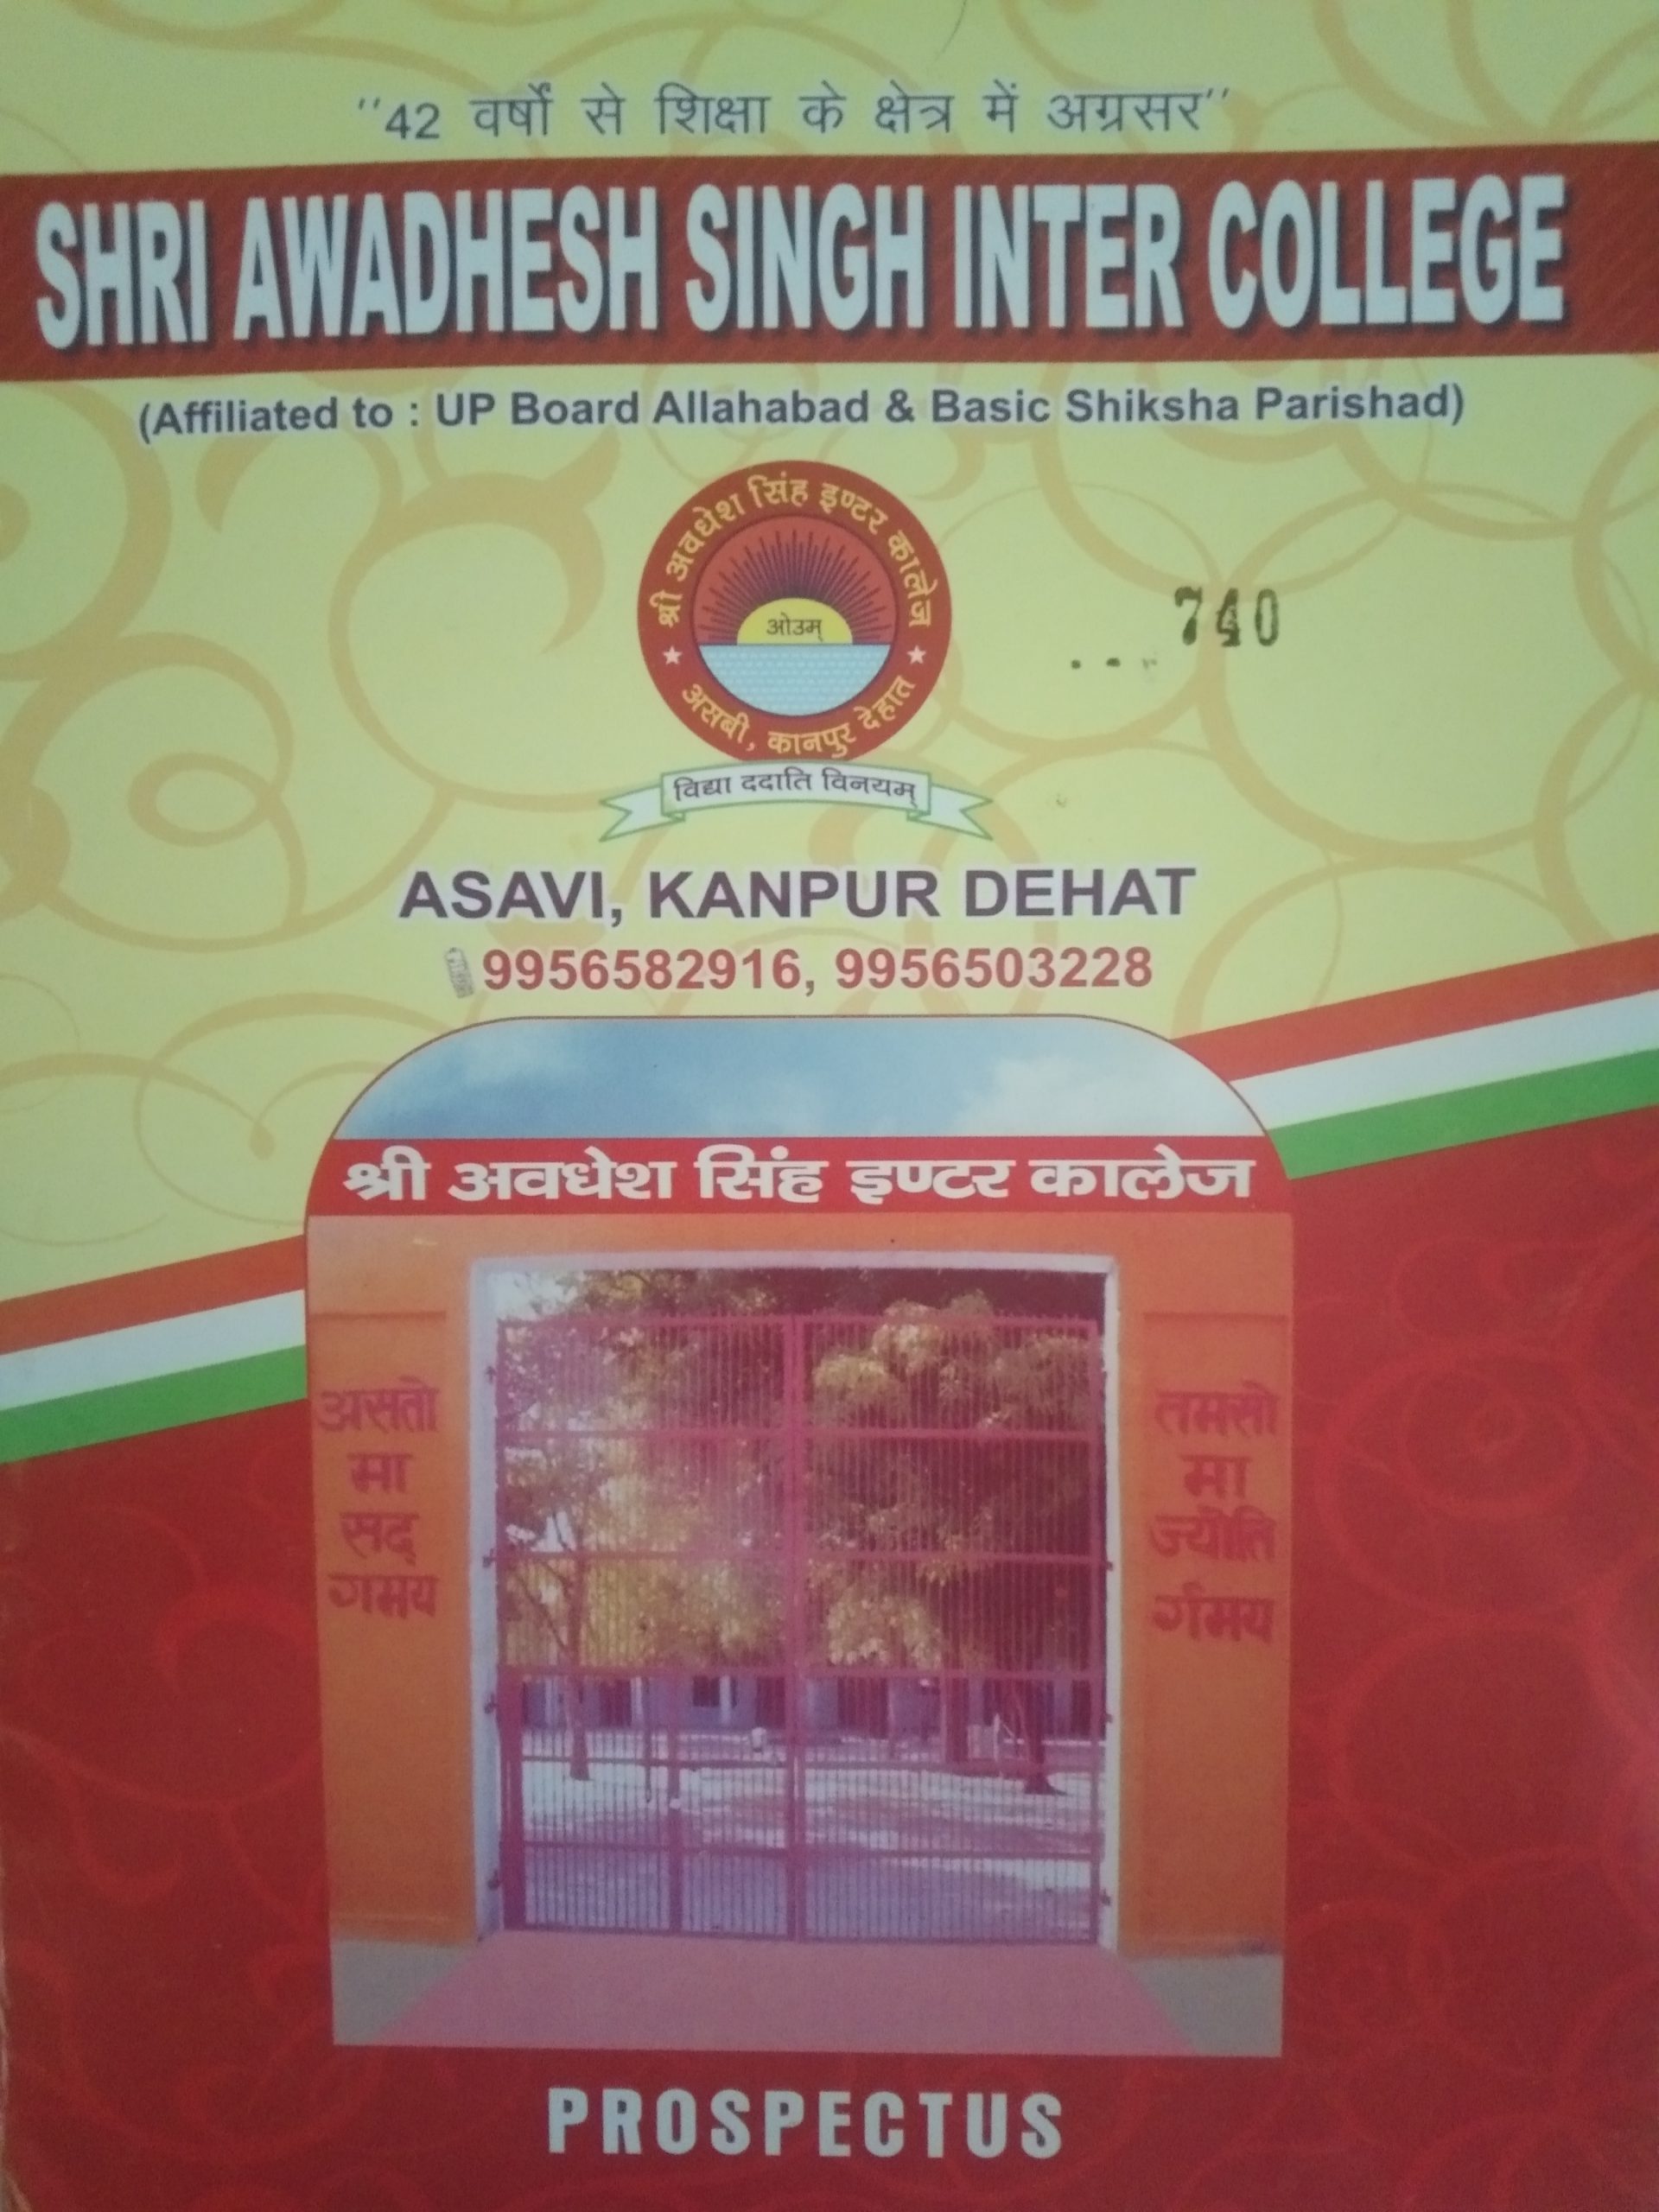 "42 वर्षों से शिक्षा के क्षेत्र में अग्रसर"
SHRI AWADHESH SINGH INTER COLLEGE
(Affiliated to : UP Board Allahabad & Basic Shiksha Parishad)
श्री अवधेश सिंह इण्टर कालेज
ओउम्
असबी, कानपुर देहात
740
विद्या ददाति विनयम्
ASAVI, KANPUR DEHAT
9956582916, 9956503228
श्री अवधेश सिंह इण्टर कालेज
असतो
मा
सद्
गमय
तमसो
मा
ज्योति
र्गमय
PROSPECTUS